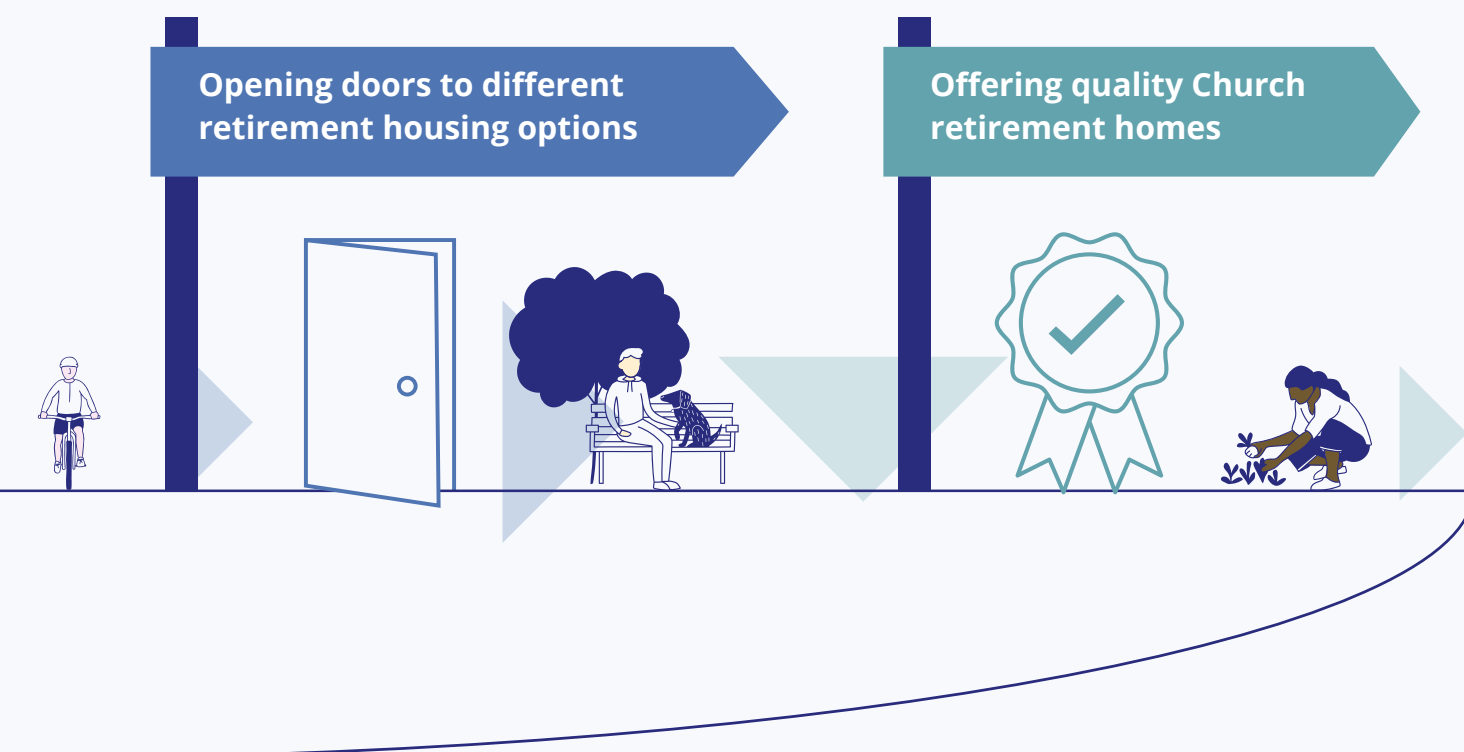 Opening doors to different
retirement housing options
Offering quality Church
retirement homes